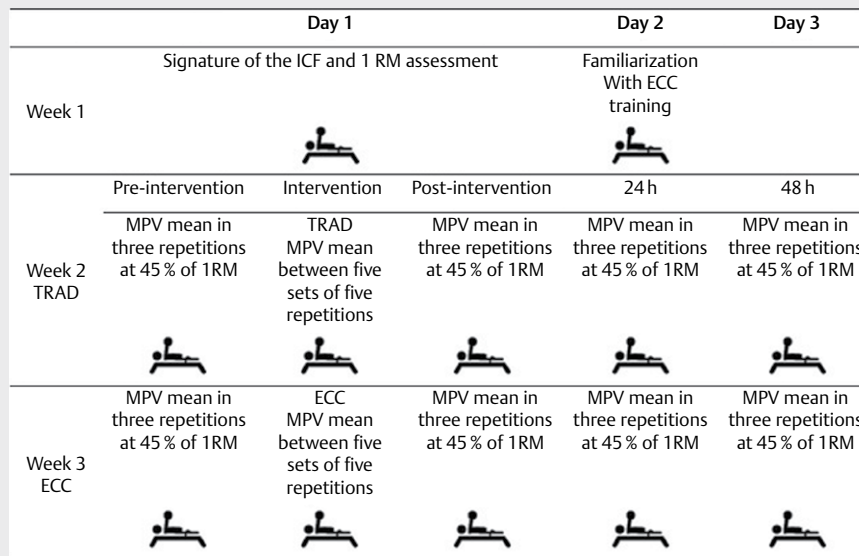 Day 1 Day 2 Day 3
Week 1
Signature of the ICF and 1 RM assessment
Familiarization
With ECC
training
Pre-intervention Intervention Post-intervention 24 h 48 h
Week 2
TRAD
MPV mean in
three repetitions
at 45 % of 1RM
TRAD
MPV mean
between five
sets of five
repetitions
MPV mean in
three repetitions
at 45 % of 1RM
MPV mean in
three repetitions
at 45 % of 1RM
MPV mean in
three repetitions
at 45 % of 1RM
Week 3
ECC
MPV mean in
three repetitions
at 45 % of 1RM
ECC
MPV mean
between five
sets of five
repetitions
MPV mean in
three repetitions
at 45 % of 1RM
MPV mean in
three repetitions
at 45 % of 1RM
MPV mean in
three repetitions
at 45 % of 1RM